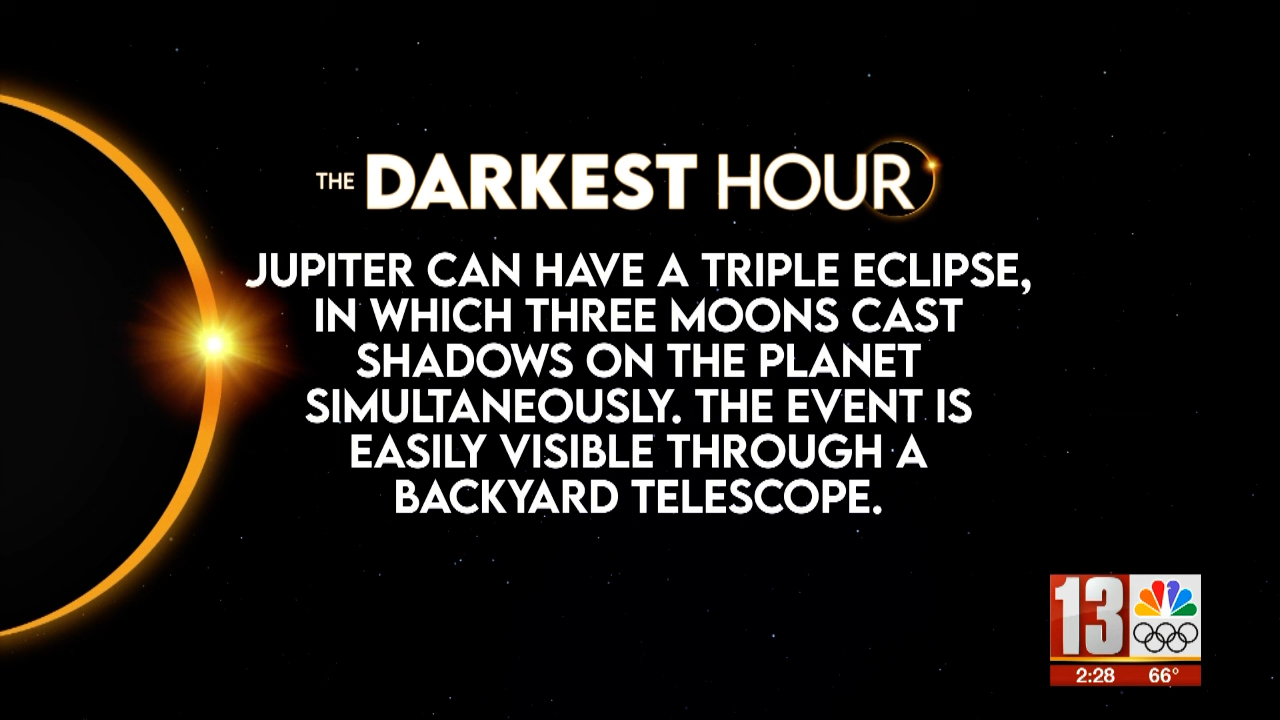 THE DARKEST HOUR
JUPITER CAN HAVE A TRIPLE ECLIPSE,
IN WHICH THREE MOONS CAST
SHADOWS ON THE PLANET
SIMULTANEOUSLY. THE EVENT IS
EASILY VISIBLE THROUGH A
BACKYARD TELESCOPE.
13
2:28 66°